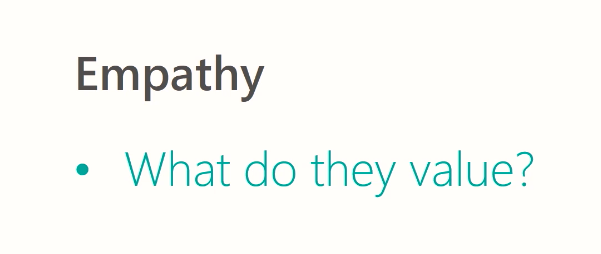 Empathy
• What do they value?